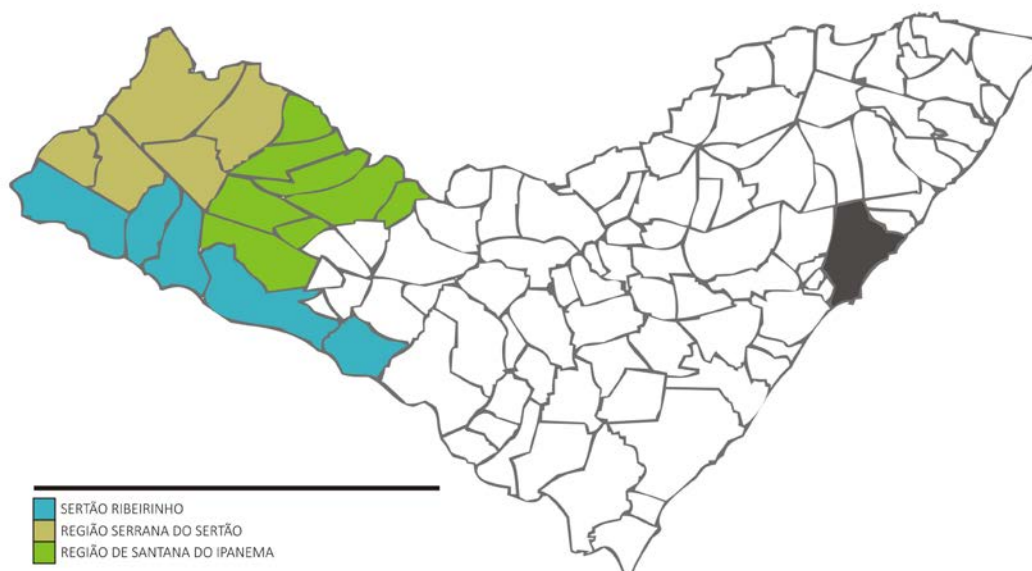 SERTÃO RIBEIRINHO
REGIÃO SERRANA DO SERTÃO
REGIÃO DE SANTANA DO IPANEMA